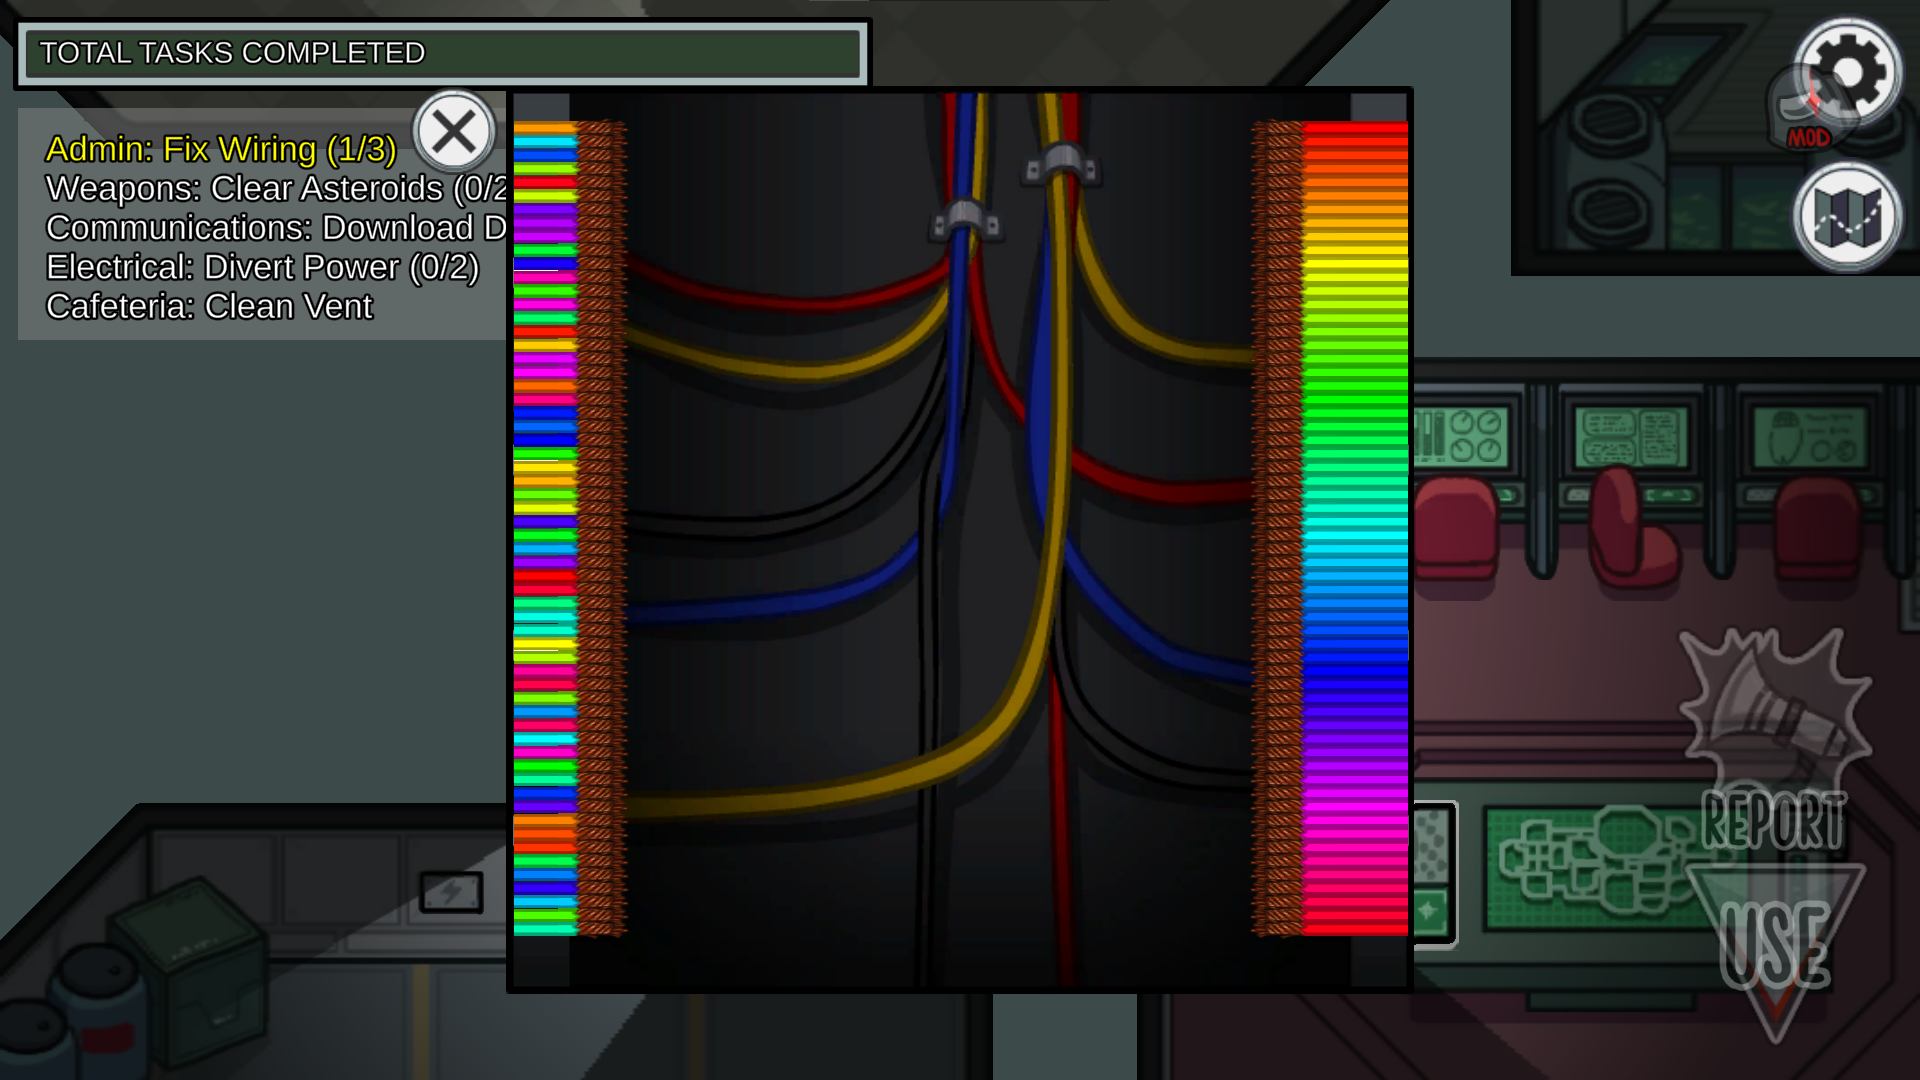 TOTAL TASKS COMPLETED
Admin: Fix Wiring (1/3)
Weapons: Clear Asteroids (0/2
Communications: Download D
Electrical: Divert Power (0/2)
Cafeteria: Clean Vent
MOD
REPORT
USE